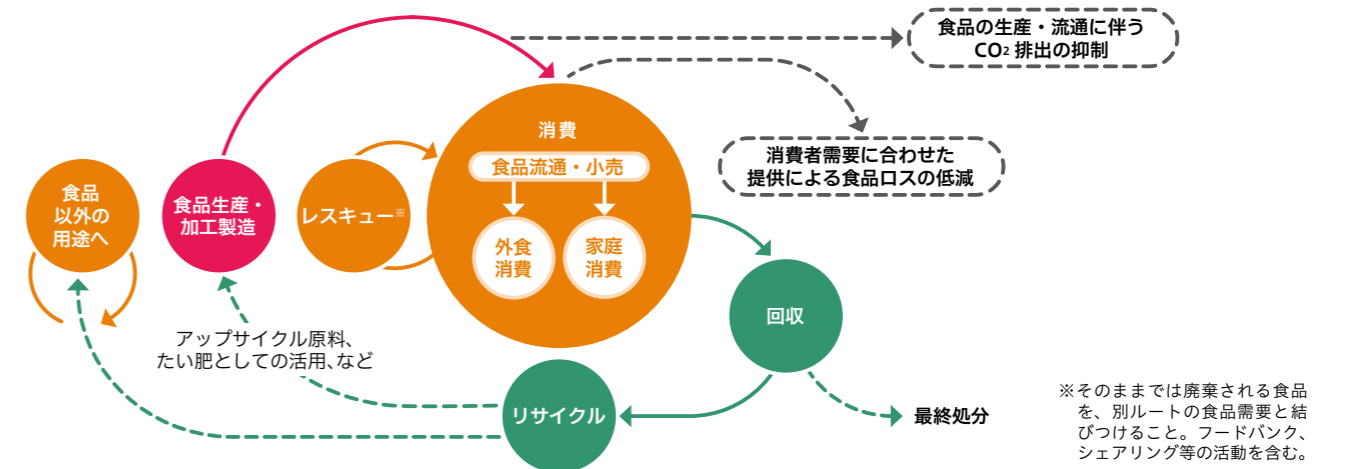 食品の生産・流通に伴う
CO2 排出の抑制
消費者需要に合わせた
提供による食品ロスの低減
消費
食品流通・小売
外食
消費
家庭
消費
食品
以外の
用途へ
食品生産・
加工製造
レスキュー※
回収
アップサイクル原料、
たい肥としての活用、など
リサイクル
最終処分
※そのままでは廃棄される食品
を、別ルートの食品需要と結
びつけること。フードバンク、
シェアリング等の活動を含む。